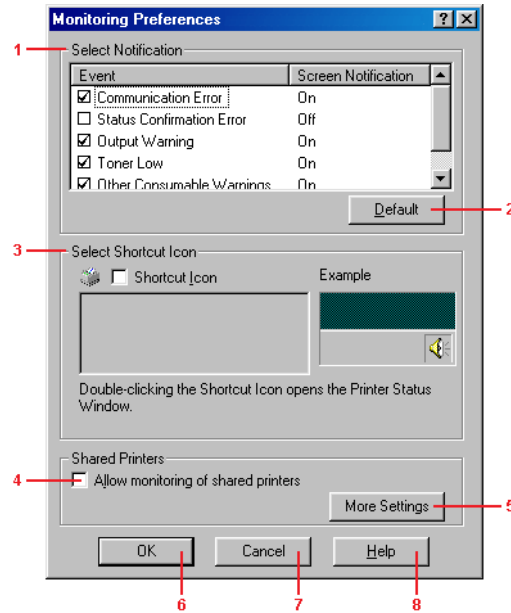 Monitoring Preferences
1
Select Notification
Event Screen Notification
Communication Error On
Status Confirmation Error Off
Output Warning On
Toner Low On
Other Consumable Warnings On
Default
2
3
Select Shortcut Icon
Shortcut Icon
Example
Double-clicking the Shortcut Icon opens the Printer Status
Window.
Shared Printers
4
Allow monitoring of shared printers
More Settings
5
OK Cancel Help
6 7 8